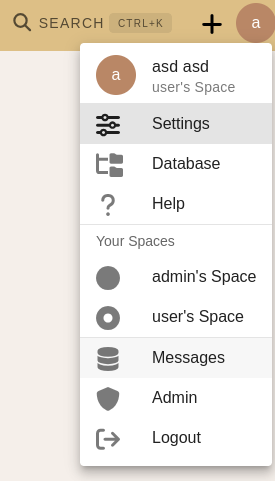 SEARCH CTRL+K a
a
asd asd
user's Space
Settings
Database
Help
Your Spaces
admin's Space
user's Space
Messages
Admin
Logout